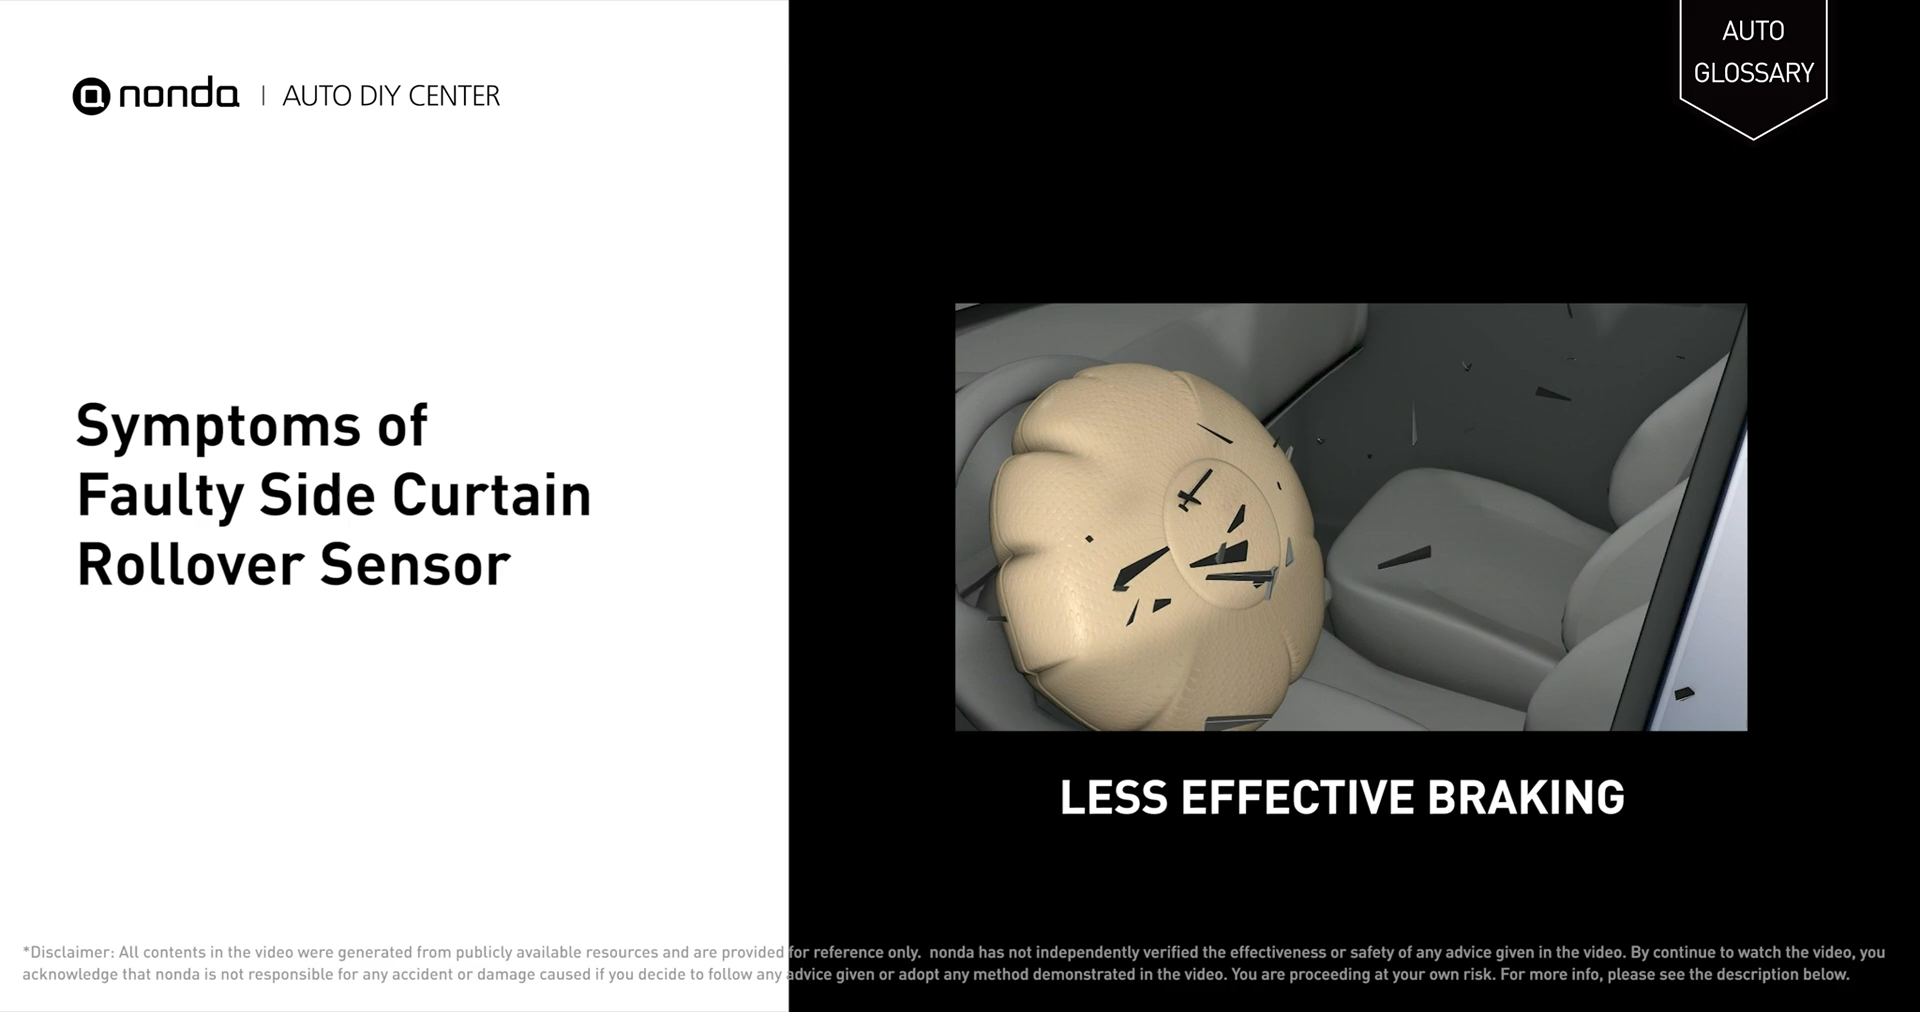 nonda | AUTO DIY CENTER
AUTO
GLOSSARY
Symptoms of
Faulty Side Curtain
Rollover Sensor
LESS EFFECTIVE BRAKING
*Disclaimer: All contents in the video were generated from publicly available resources and are provided for reference only. nonda has not independently verified the effectiveness or safety of any advice given in the video. By continue to watch the video, you
acknowledge that nonda is not responsible for any accident or damage caused if you decide to follow any advice given or adopt any method demonstrated in the video. You are proceeding at your own risk. For more info, please see the description below.